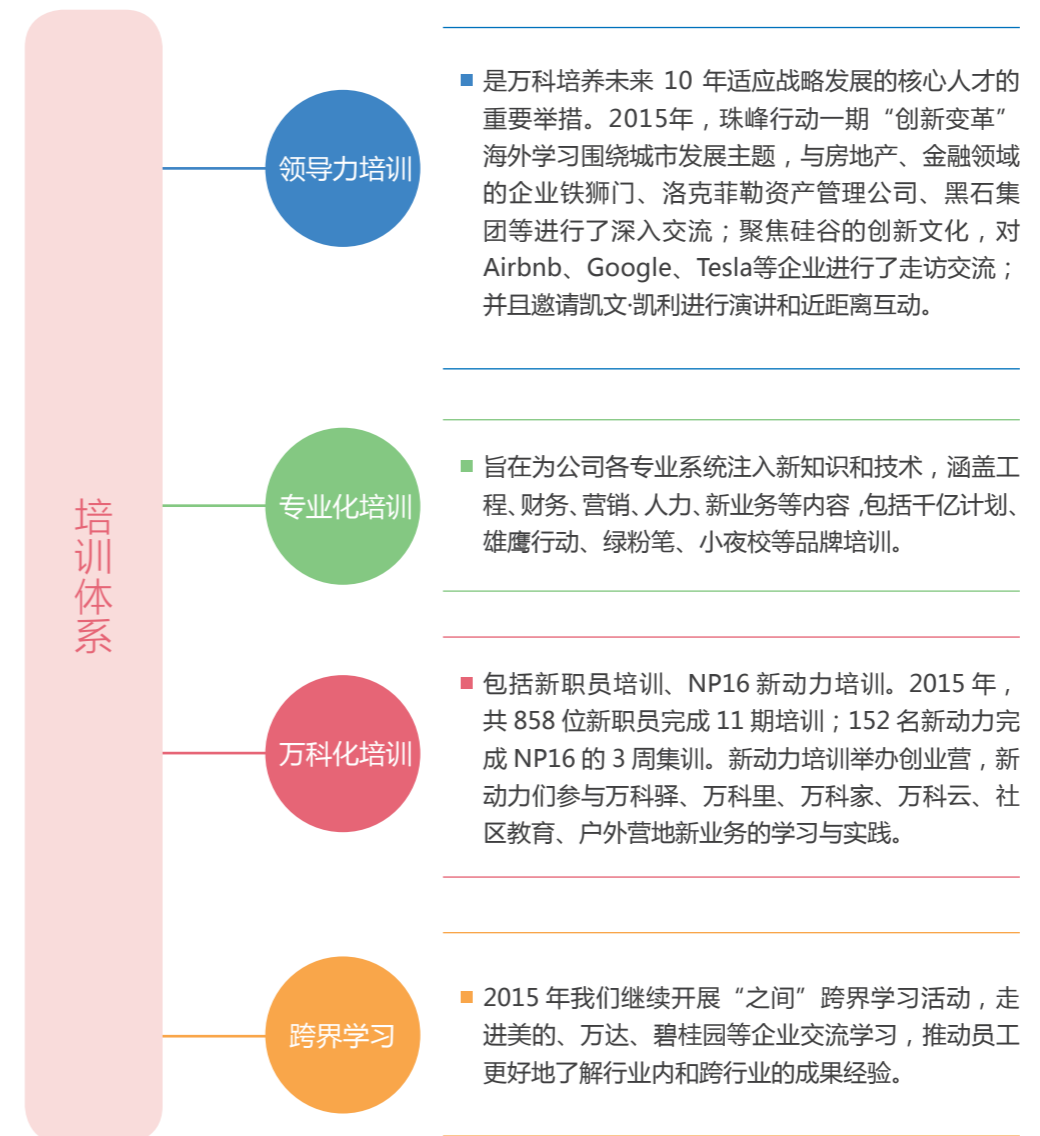 培训体系
领导力培训
■ 是万科培养未来 10 年适应战略发展的核心人才的
重要举措。2015年，珠峰行动一期“创新变革”
海外学习围绕城市发展主题，与房地产、金融领域
的企业铁狮门、洛克菲勒资产管理公司、黑石集
团等进行了深入交流；聚焦硅谷的创新文化，对
Airbnb、Google、Tesla等企业进行了走访交流；
并且邀请凯文·凯利进行演讲和近距离互动。
专业化培训
■ 旨在为公司各专业系统注入新知识和技术，涵盖工
程、财务、营销、人力、新业务等内容，包括千亿计划、
雄鹰行动、绿粉笔、小夜校等品牌培训。
万科化培训
■ 包括新职员培训、NP16 新动力培训。2015 年，
共 858 位新职员完成 11 期培训；152 名新动力完
成 NP16 的 3 周集训。新动力培训举办创业营，新
动力们参与万科驿、万科里、万科家、万科云、社
区教育、户外营地新业务的学习与实践。
跨界学习
■ 2015 年我们继续开展“之间”跨界学习活动，走
进美的、万达、碧桂园等企业交流学习，推动员工
更好地了解行业内和跨行业的成果经验。